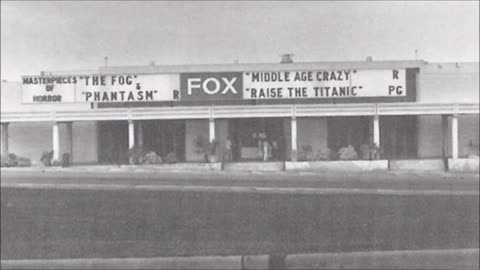 MASTERPIECES
OF
HORROR
"THE FOG" &
"PHANTASM" R
FOX
"MIDDLE AGE CRAZY" R
"RAISE THE TITANIC" PG